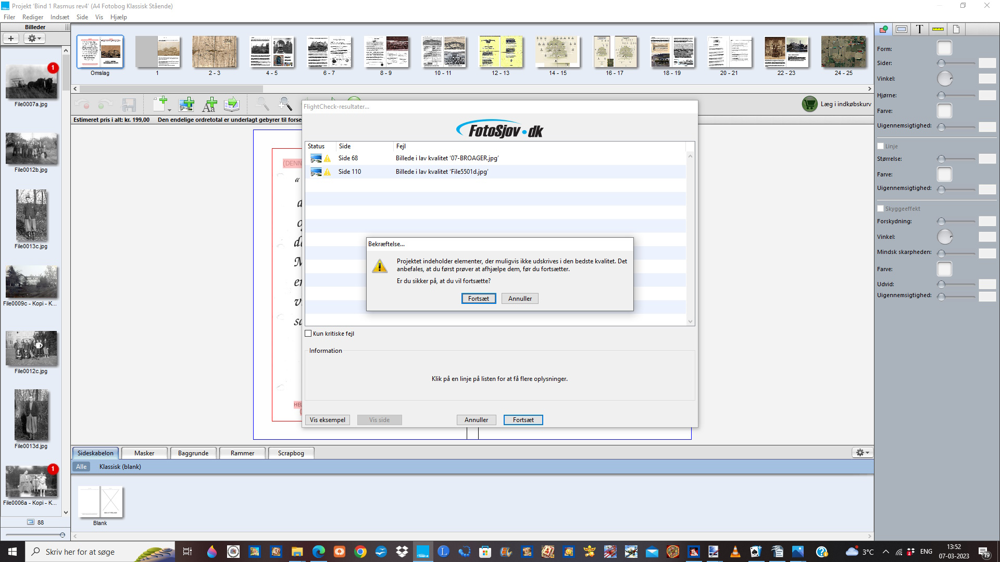 Projekt 'Bind 1 Rasmus rev4' (A4 Fotobog Klassisk Stående)
Filer Rediger Indsæt Side Vis Hjælp
Billeder
1
File0007a.jpg
File0012b.jpg
File0013c.jpg
File0009c - Kopi - K...
File0012c.jpg
File0013d.jpg
1
File0006a - Kopi - K...
88
Omslag
1
2 - 3
4 - 5
6 - 7
8 - 9
10 - 11
12 - 13
14 - 15
16 - 17
18 - 19
20 - 21
22 - 23
24 - 25
Læg i indkøbskurv
Estimeret pris i alt: kr. 199,00 Den endelige ordretotal er underlagt gebyrer til forse
(DENN
HEL
FlightCheck-resultater...
FotoSjov.dk
Status Side Fejl
Side 68 Billede i lav kvalitet '07-BROAGER.jpg'
Side 110 Billede i lav kvalitet 'File5501d.jpg'
Bekræftelse...
Projektet indeholder elementer, der muligvis ikke udskrives i den bedste kvalitet. Det
anbefales, at du først prøver at afhjælpe dem, før du fortsætter.
Er du sikker på, at du vil fortsætte?
Fortsæt Annuller
Kun kritiske fejl
Information
Klik på en linje på listen for at få flere oplysninger.
Vis eksempel Vis side Annuller Fortsæt
Form:
Sider:
Vinkel:
Hjørne:
Farve:
Uigennemsigtighed:
Linje
Størrelse:
Farve:
Uigennemsigtighed:
Skyggeeffekt
Forskydning:
Vinkel:
Mindsk skarpheden:
Farve:
Udvid:
Uigennemsigtighed:
Sideskabelon Masker Baggrunde Rammer Scrapbog
Alle Klassisk (blank)
Blank
Skriv her for at søge
3°C
ENG
13:52
07-03-2023
19